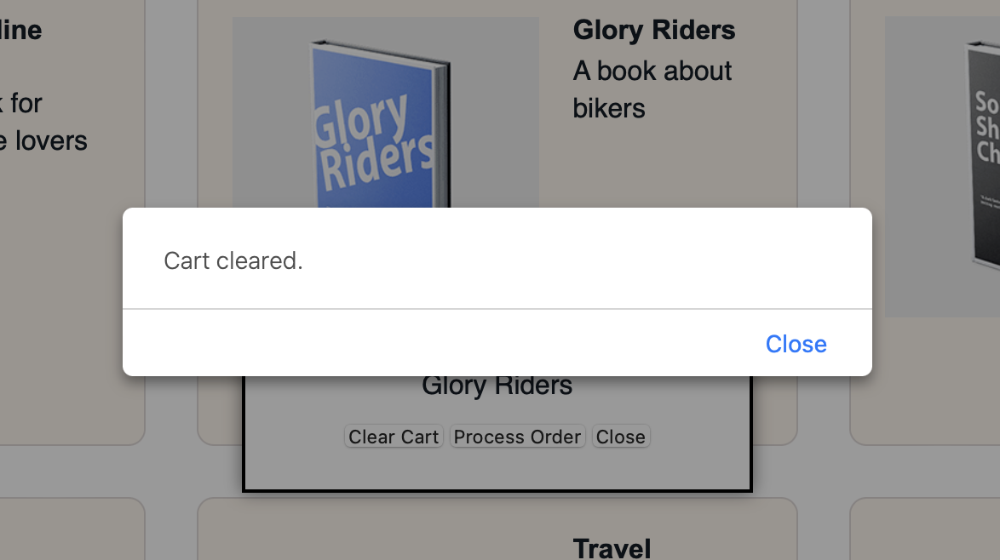 line
k for
e lovers
Glory Riders
A book about
bikers
Glory
Riders
So
Sh
Ch
Cart cleared.
Close
Glory Riders
Clear Cart
Process Order
Close
Travel